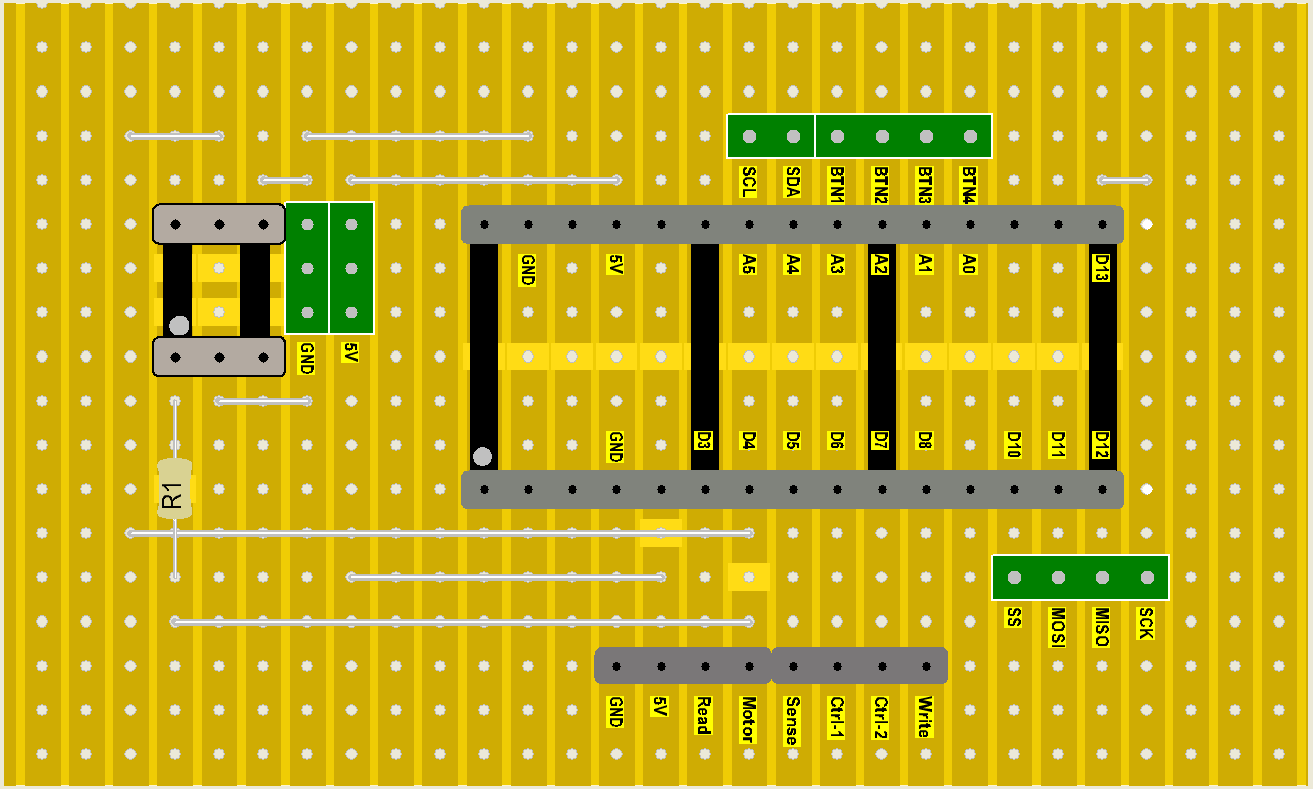 SCL
SDA
BTN1
BTN2
BTN3
BTN4
GND
5V
A5
A4
A3
A2
A1
A0
D13
GND
5V
GND
D3
D4
D5
D6
D7
D8
D10
D11
D12
R1
SS
MOSI
MISO
SCK
GND
5V
Read
Motor
Sense
Ctrl-1
Ctrl-2
Write